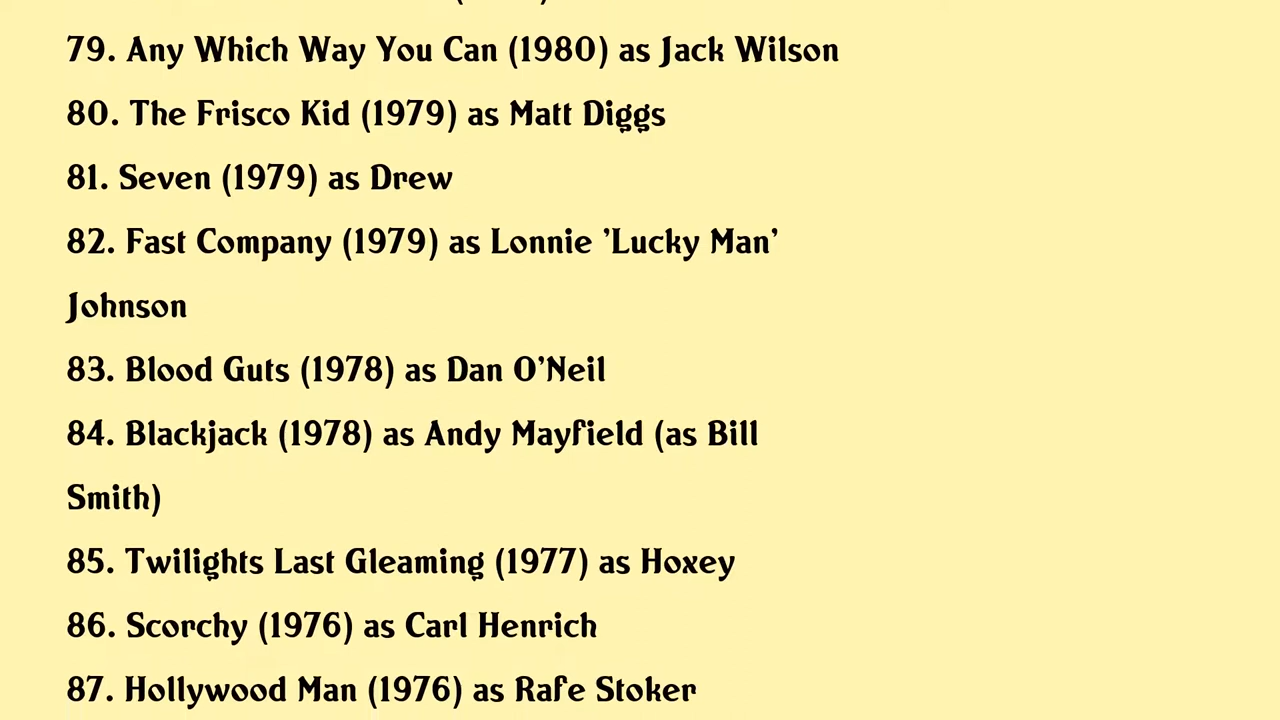 79. Any Which Way You Can (1980) as Jack Wilson
80. The Frisco Kid (1979) as Matt Diggs
81. Seven (1979) as Drew
82. Fast Company (1979) as Lonnie 'Lucky Man'
Johnson
83. Blood Guts (1978) as Dan O'Neil
84. Blackjack (1978) as Andy Mayfield (as Bill
Smith)
85. Twilights Last Gleaming (1977) as Hoxey
86. Scorchy (1976) as Carl Henrich
87. Hollywood Man (1976) as Rafe Stoker